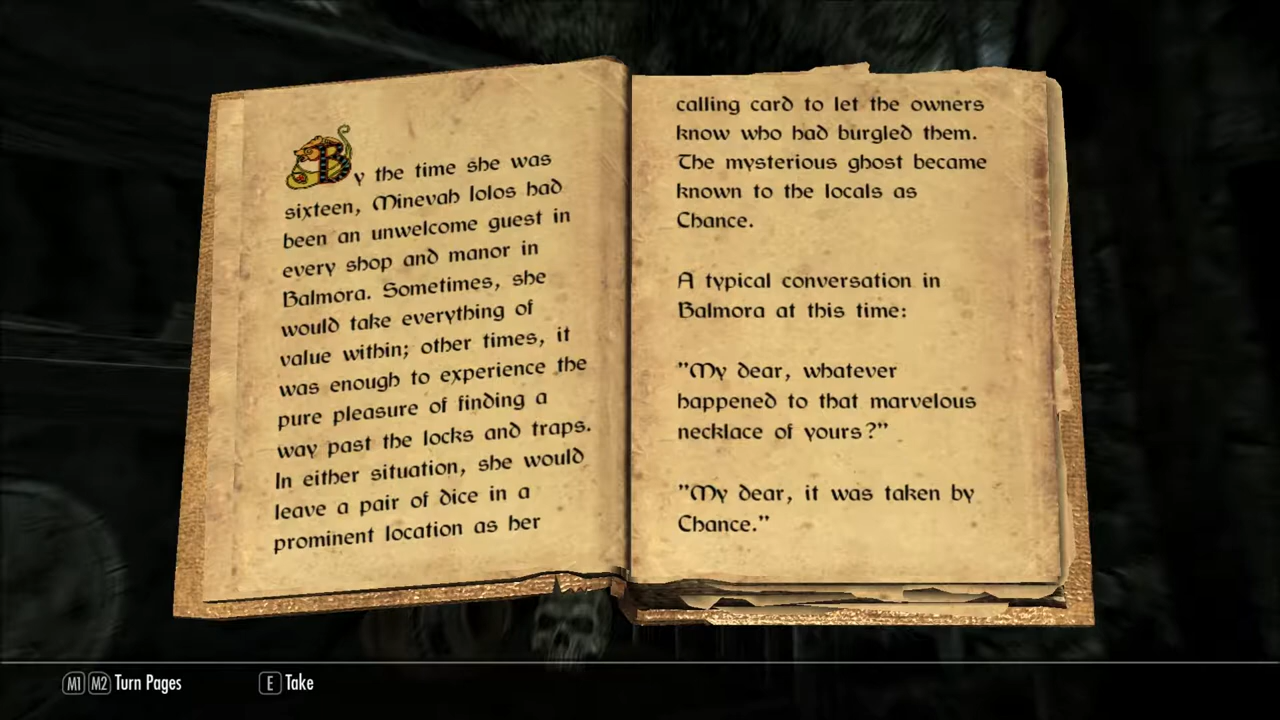 By the time she was
sixteen, Minevah Iolos had
been an unwelcome guest in
every shop and manor in
Balmora. Sometimes, she
would take everything of
value within; other times, it
was enough to experience the
pure pleasure of finding a
way past the locks and traps.
In either situation, she would
leave a pair of dice in a
prominent location as her
calling card to let the owners
know who had burgled them.
The mysterious ghost became
known to the locals as
Chance.
A typical conversation in
Balmora at this time:
"My dear, whatever
happened to that marvelous
necklace of yours?"
"My dear, it was taken by
Chance."
M1 M2 Turn Pages
E Take